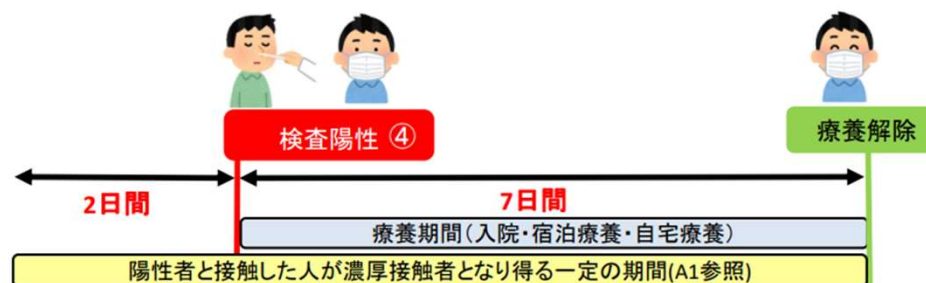 検査陽性 ④
療養解除
2日間
7日間
療養期間(入院・宿泊療養・自宅療養)
陽性者と接触した人が濃厚接触者となり得る一定の期間(A1参照)